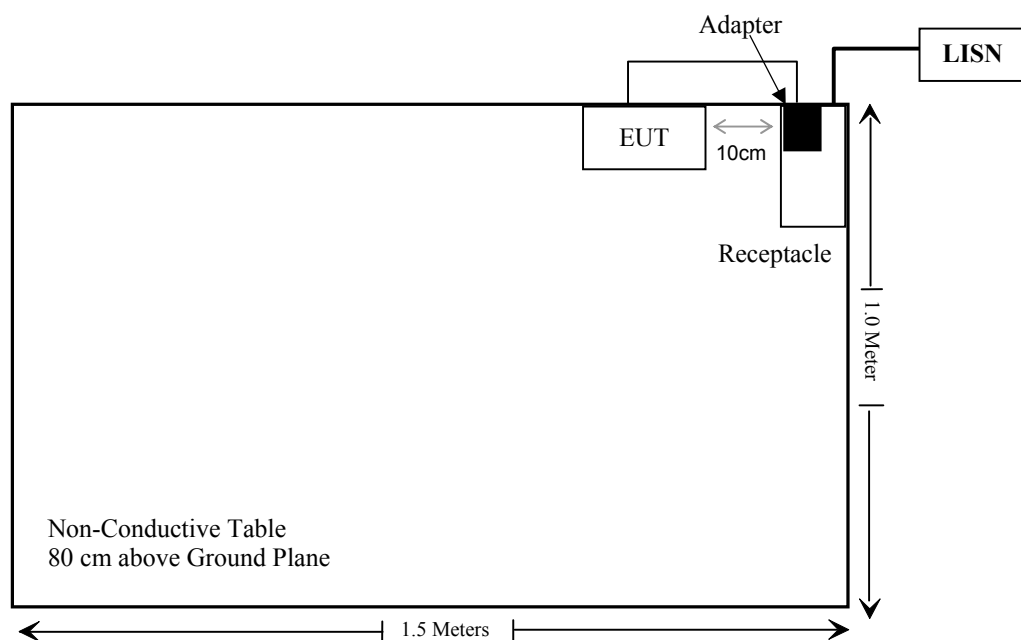 Adapter
LISN
EUT
10cm
Receptacle
1.0 Meter
Non-Conductive Table
80 cm above Ground Plane
1.5 Meters